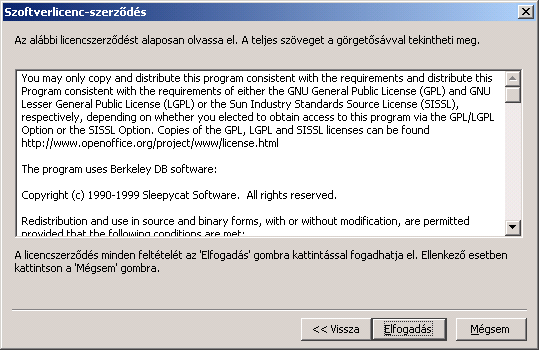 Szoftverlicenc-szerződés
Az alábbi licencszerződést alaposan olvassa el. A teljes szöveget a görgetősávval tekintheti meg.
You may only copy and distribute this program consistent with the requirements and distribute this
Program consistent with the requirements of either the GNU General Public License (GPL) and GNU
Lesser General Public License (LGPL) or the Sun Industry Standards Source License (SISSL),
respectively, depending on whether you elected to obtain access to this program via the GPL/LGPL
Option or the SISSL Option. Copies of the GPL, LGPL and SISSL licenses can be found
http://www.openoffice.org/project/www/license.html
The program uses Berkeley DB software:
Copyright (c) 1990-1999 Sleepycat Software. All rights reserved.
Redistribution and use in source and binary forms, with or without modification, are permitted
provided that the following conditions are met:
A licencszerződés minden feltételét az 'Elfogadás' gombra kattintással fogadhatja el. Ellenkező esetben
kattintson a 'Mégsem' gombra.
<< Vissza
Elfogadás
Mégsem